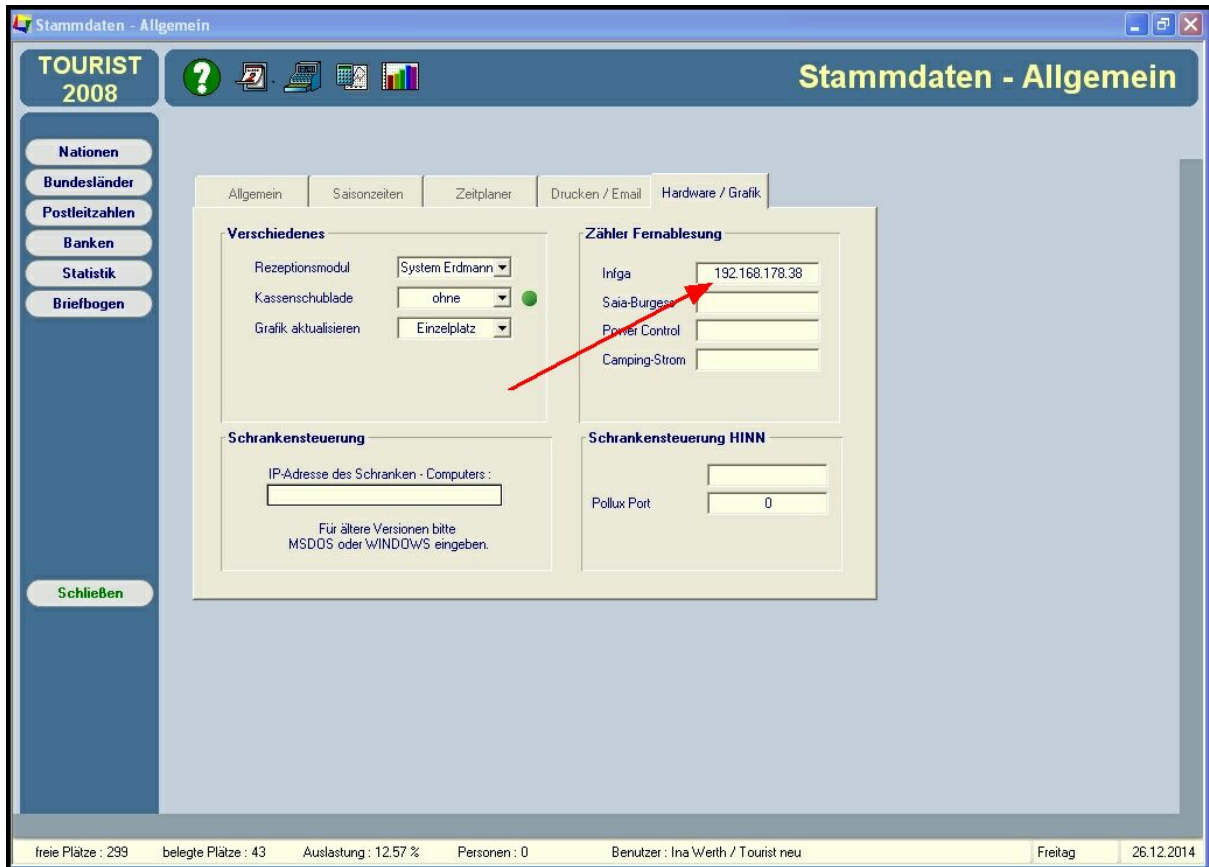 Stammdaten - Allgemein
TOURIST
2008
Stammdaten - Allgemein
Nationen
Bundesländer
Postleitzahlen
Banken
Statistik
Briefbogen
Schließen
Allgemein
Saisonzeiten
Zeitplaner
Drucken / Email
Hardware / Grafik
Verschiedenes
Rezeptionsmodul System Erdmann
Kassenschublade ohne
Grafik aktualisieren Einzelplatz
Zähler Fernablesung
Infga 192.168.178.38
Saia-Burgess
Power Control
Camping-Strom
Schrankensteuerung
IP-Adresse des Schranken - Computers :
Für ältere Versionen bitte
MSDOS oder WINDOWS eingeben.
Schrankensteuerung HINN
Pollux Port 0
freie Plätze : 299 belegte Plätze : 43 Auslastung : 12.57 % Personen : 0 Benutzer : Ina Werth / Tourist neu Freitag 26.12.2014